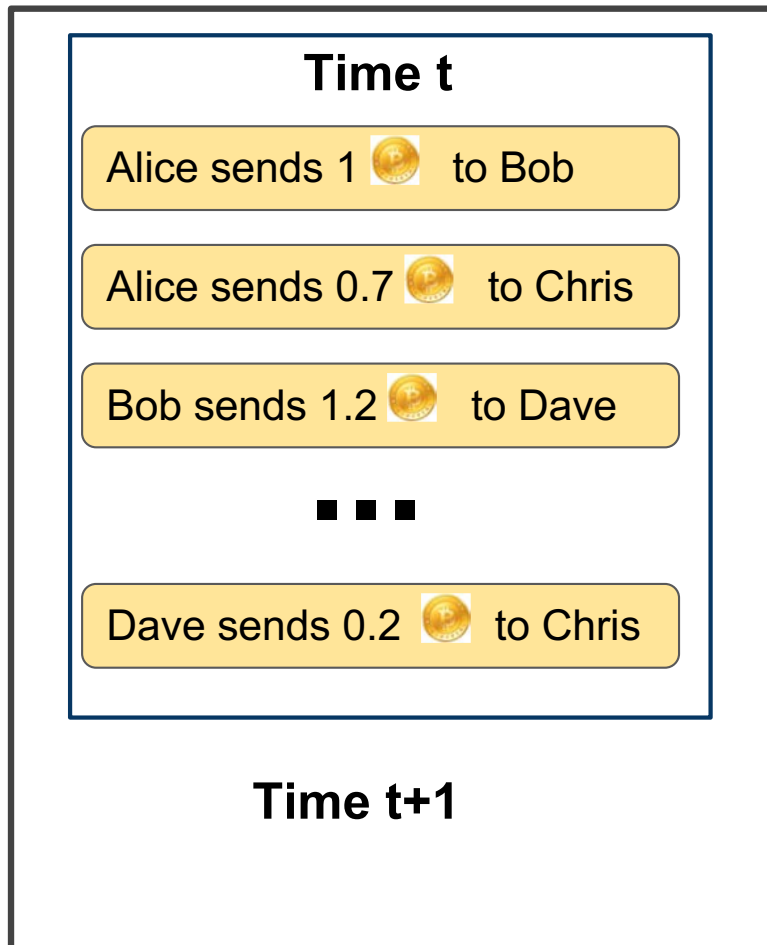 Time t
Alice sends 1 to Bob
Alice sends 0.7 to Chris
Bob sends 1.2 to Dave
...
Dave sends 0.2 to Chris
Time t+1